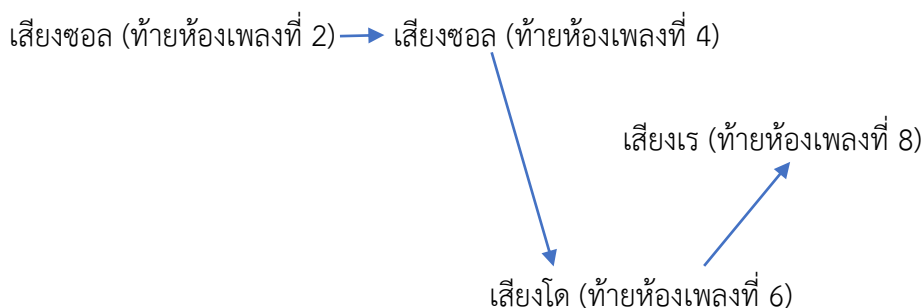 เสียงซอล (ท้ายห้องเพลงที่ 2) เสียงซอล (ท้ายห้องเพลงที่ 4)
เสียงเร (ท้ายห้องเพลงที่ 8)
เสียงโด (ท้ายห้องเพลงที่ 6)